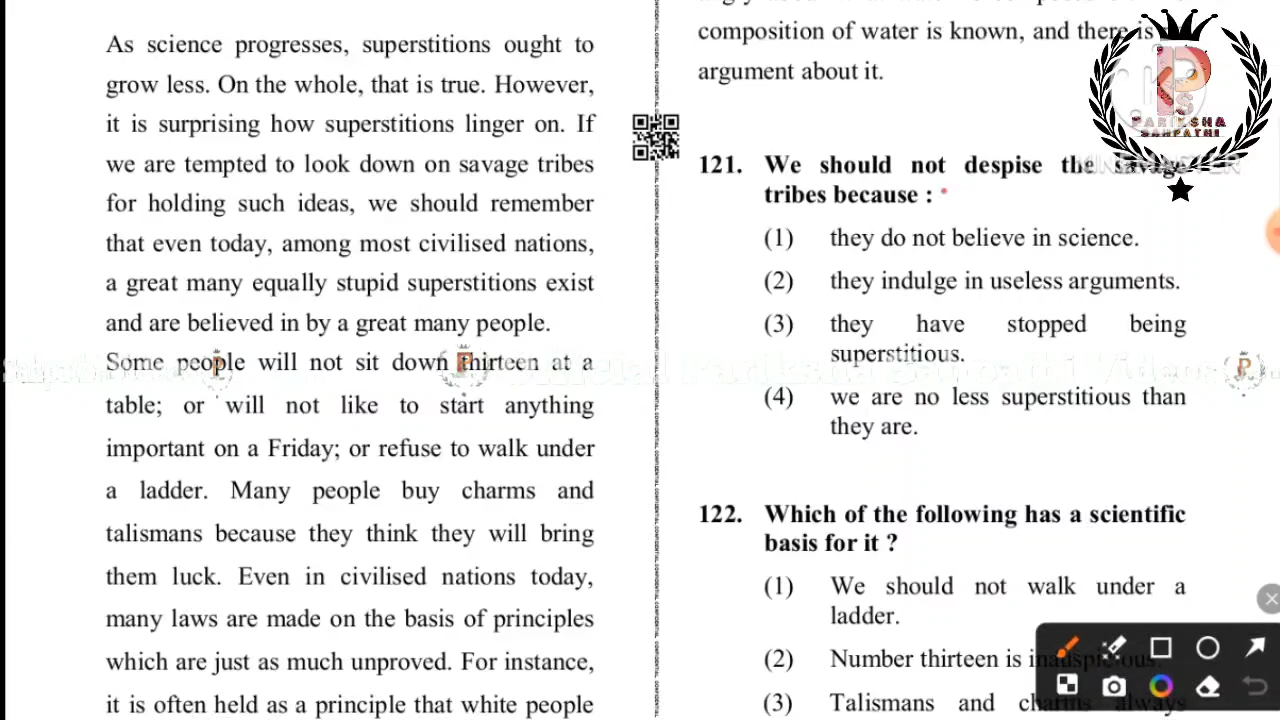 As science progresses, superstitions ought to
grow less. On the whole, that is true. However,
it is surprising how superstitions linger on. If
we are tempted to look down on savage tribes
for holding such ideas, we should remember
that even today, among most civilised nations,
a great many equally stupid superstitions exist
and are believed in by a great many people.
Some people will not sit down thirteen at a
table; or will not like to start anything
important on a Friday; or refuse to walk under
a ladder. Many people buy charms and
talismans because they think they will bring
them luck. Even in civilised nations today,
many laws are made on the basis of principles
which are just as much unproved. For instance,
it is often held as a principle that white people
composition of water is known, and there is
argument about it.
121. We should not despise the savage
tribes because :
(1) they do not believe in science.
(2) they indulge in useless arguments.
(3) they have stopped being
superstitious.
(4) we are no less superstitious than
they are.
122. Which of the following has a scientific
basis for it ?
(1) We should not walk under a
ladder.
(2) Number thirteen is inauspicious.
(3) Talismans and charms always
PARIKSHA
SAHPATHI
KINEMASTER